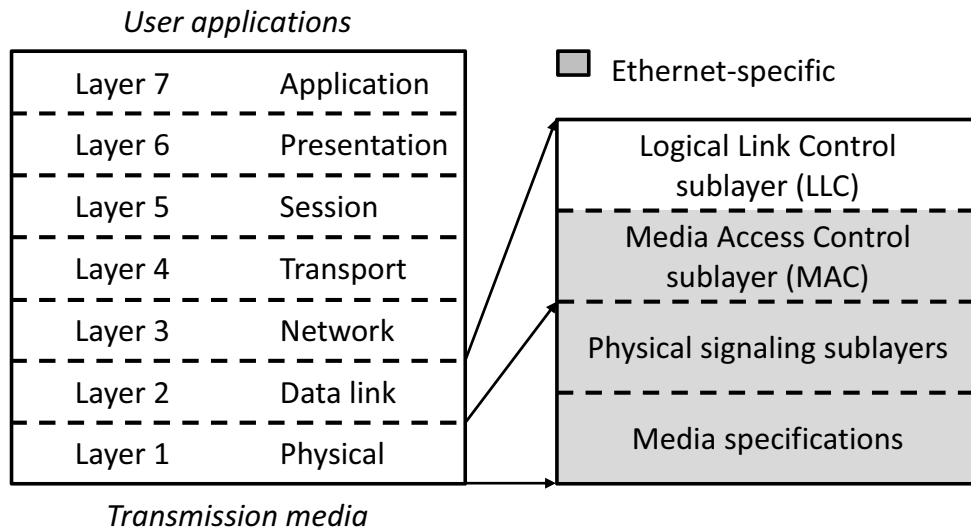 User applications
Layer 7 Application
Layer 6 Presentation
Layer 5 Session
Layer 4 Transport
Layer 3 Network
Layer 2 Data link
Layer 1 Physical
Transmission media
Ethernet-specific
Logical Link Control
sublayer (LLC)
Media Access Control
sublayer (MAC)
Physical signaling sublayers
Media specifications